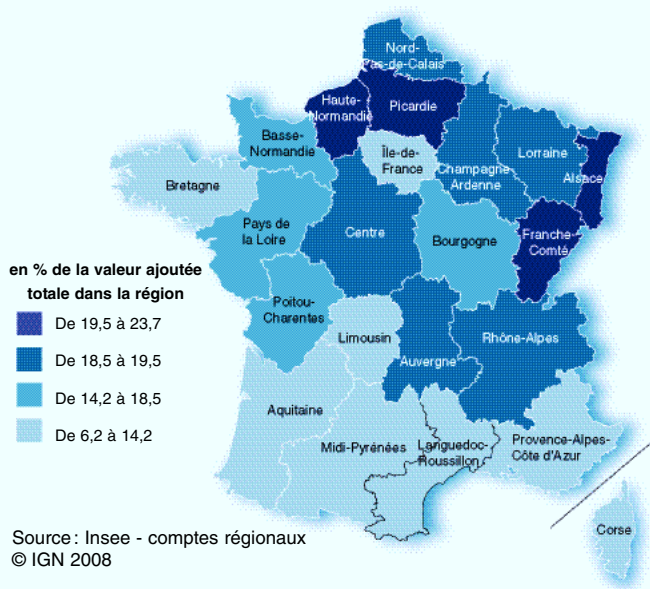 Nord-
Pas-de-Calais
Haute-
Normandie
Picardie
Basse-
Normandie
Île-de-
France
Champagne
Ardenne
Lorraine
Alsace
Bretagne
Pays de
la Loire
Centre
Bourgogne
Franche-
Comté
en % de la valeur ajoutée
totale dans la région
De 19,5 à 23,7
De 18,5 à 19,5
De 14,2 à 18,5
De 6,2 à 14,2
Poitou-
Charentes
Limousin
Auvergne
Rhône-Alpes
Aquitaine
Midi-Pyrénées
Languedoc-
Roussillon
Provence-Alpes-
Côte d'Azur
Corse
Source : Insee - comptes régionaux
© IGN 2008